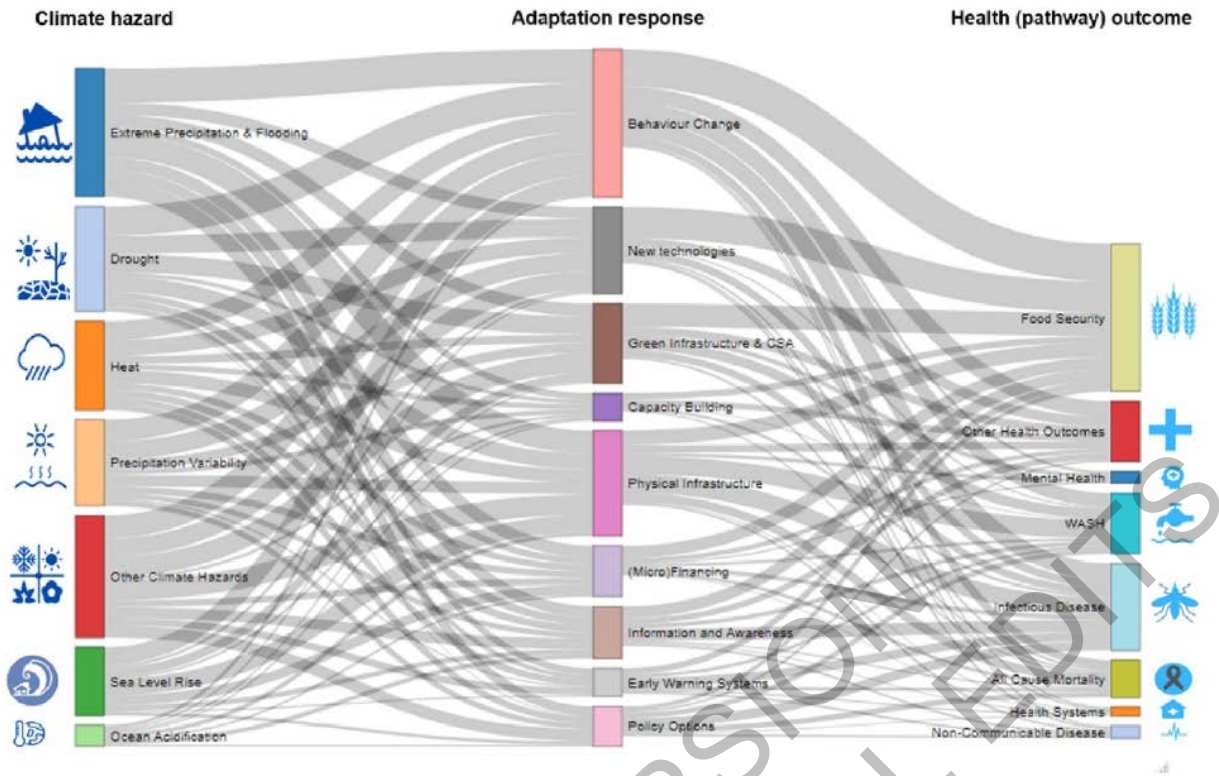 Climate hazard
Adaptation response
Health (pathway) outcome
Extreme Precipitation & Flooding
Drought
Heat
Precipitation Variability
Other Climate Hazards
Sea Level Rise
Ocean Acidification
Behaviour Change
New technologies
Green Infrastructure & CSA
Capacity Building
Physical Infrastructure
(Micro)Financing
Information and Awareness
Early Warning Systems
Policy Options
Food Security
Other Health Outcomes
Mental Health
WASH
Infectious Disease
All Cause Mortality
Health Systems
Non-Communicable Disease
RSION
EDITS